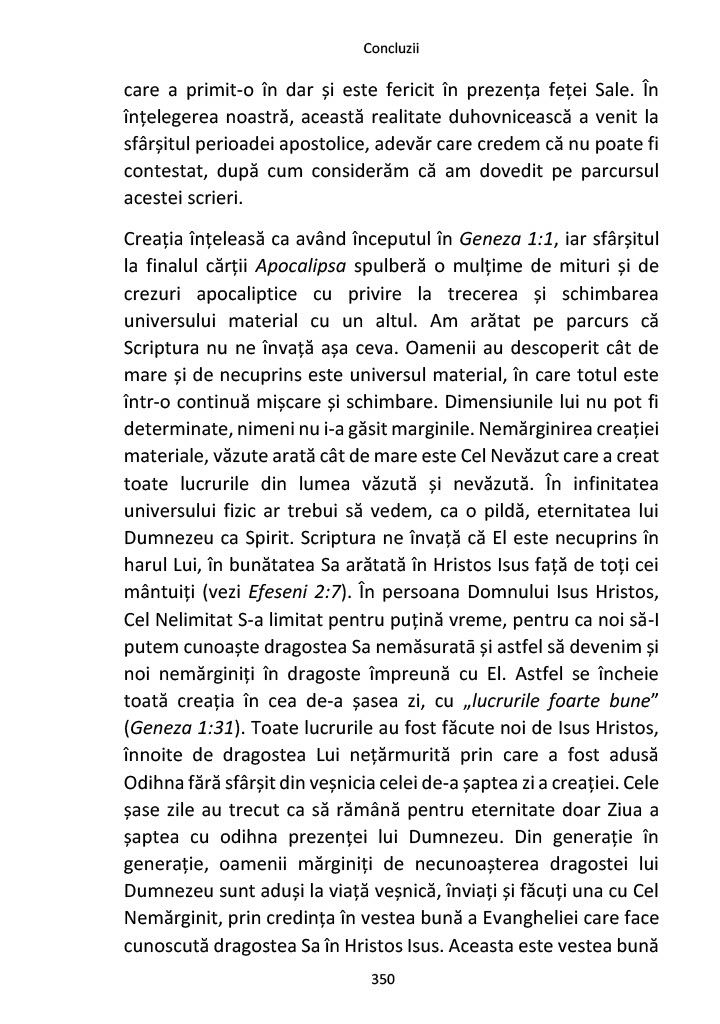 Concluzii
care a primit-o în dar și este fericit în prezența feței Sale. În
înțelegerea noastră, această realitate duhovnicească a venit la
sfârșitul perioadei apostolice, adevăr care credem că nu poate fi
contestat, după cum considerăm că am dovedit pe parcursul
acestei scrieri.
Creația înțeleasă ca având începutul în Geneza 1:1, iar sfârșitul
la finalul cărții Apocalipsa spulberă o mulțime de mituri și de
crezuri apocaliptice cu privire la trecerea și schimbarea
universului material cu un altul. Am arătat pe parcurs că
Scriptura nu ne învață așa ceva. Oamenii au descoperit cât de
mare și de necuprins este universul material, în care totul este
într-o continuă mișcare și schimbare. Dimensiunile lui nu pot fi
determinate, nimeni nu i-a găsit marginile. Nemărginirea creației
materiale, văzute arată cât de mare este Cel Nevăzut care a creat
toate lucrurile din lumea văzută și nevăzută. În infinitatea
universului fizic ar trebui să vedem, ca o pildă, eternitatea lui
Dumnezeu ca Spirit. Scriptura ne învață că El este necuprins în
harul Lui, în bunătatea Sa arătată în Hristos Isus față de toți cei
mântuiți (vezi Efeseni 2:7). În persoana Domnului Isus Hristos,
Cel Nelimitat S-a limitat pentru puțină vreme, pentru ca noi să-I
putem cunoaște dragostea Sa nemăsurată și astfel să devenim și
noi nemărginiți în dragoste împreună cu El. Astfel se încheie
toată creația în cea de-a șasea zi, cu „lucrurile foarte bune”
(Geneza 1:31). Toate lucrurile au fost făcute noi de Isus Hristos,
înnoite de dragostea Lui nețărmurită prin care a fost adusă
Odihna fără sfârșit din veșnicia celei de-a șaptea zi a creației. Cele
șase zile au trecut ca să rămână pentru eternitate doar Ziua a
șaptea cu odihna prezenței lui Dumnezeu. Din generație în
generație, oamenii mărginiți de necunoașterea dragostei lui
Dumnezeu sunt aduși la viață veșnică, înviați și făcuți una cu Cel
Nemărginit, prin credința în vestea bună a Evangheliei care face
cunoscută dragostea Sa în Hristos Isus. Aceasta este vestea bună
350